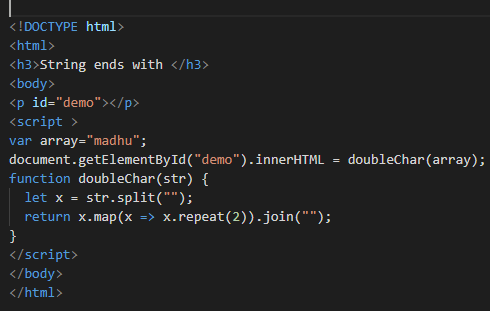 <!DOCTYPE html>
<html>
<h3>String ends with </h3>
<body>
<p id="demo"></p>
<script >
var array="madhu";
document.getElementById("demo").innerHTML = doubleChar(array);
function doubleChar(str) {
  let x = str.split("");
  return x.map(x => x.repeat(2)).join("");
}
</script>
</body>
</html>